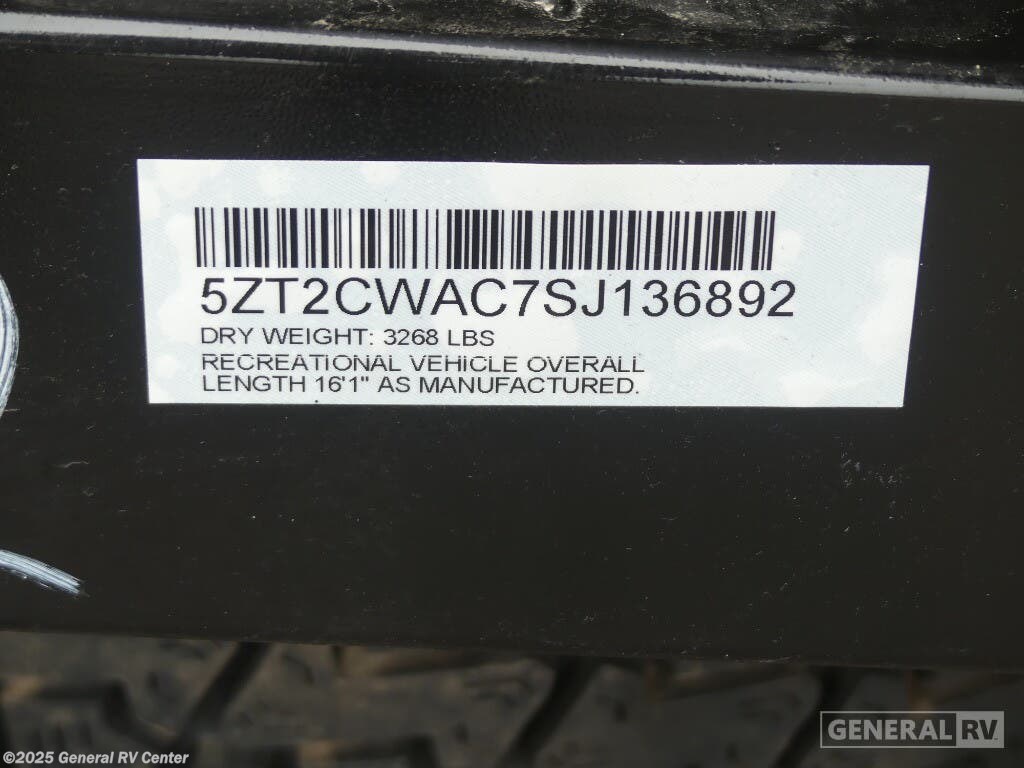 5ZT2CWAC7SJ136892
DRY WEIGHT: 3268 LBS
RECREATIONAL VEHICLE OVERALL
LENGTH 16'1" AS MANUFACTURED.
GENERAL RV
©2025 General RV Center